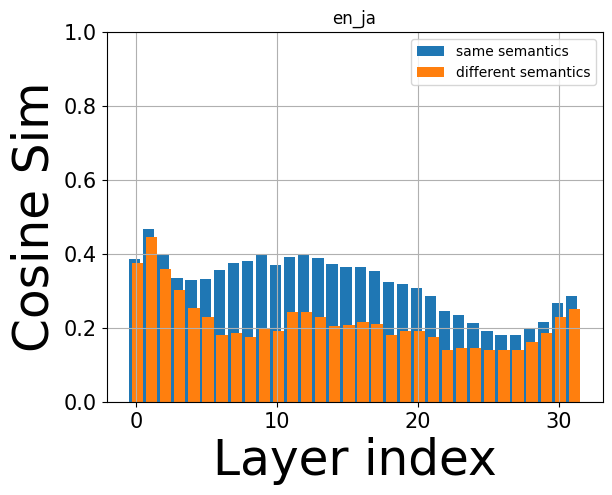 en_ja
same semantics
different semantics
Cosine Sim
1.0
0.8
0.6
0.4
0.2
0.0
0 10 20 30
Layer index